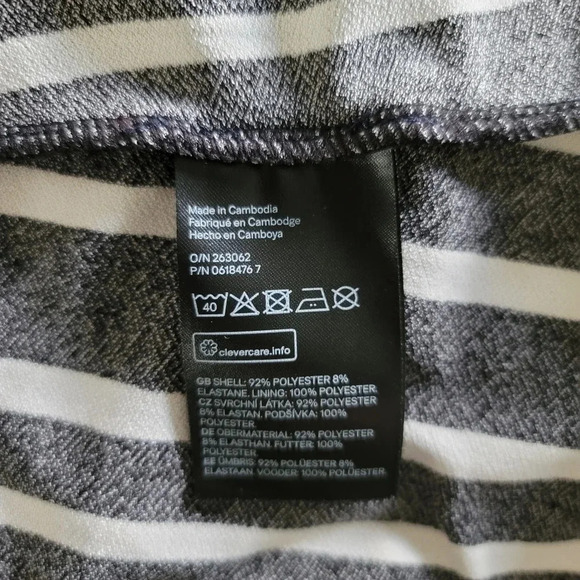 Made in Cambodia
Fabriqué en Cambodge
Hecho en Camboya
O/N 263062
P/N 0618476 7
40
clevercare.info
GB SHELL: 92% POLYESTER 8%
ELASTANE. LINING: 100% POLYESTER.
CZ SVRCHNÍ LÁTKA: 92% POLYESTER
8% ELASTAN. PODŠÍVKA: 100%
POLYESTER.
DE OBERMATERIAL: 92% POLYESTER
8% ELASTHAN. FUTTER: 100%
POLYESTER.
EE ÜMBRIS: 92% POLÜESTER 8%
ELASTAAN. VOODER: 100% POLÜESTER.